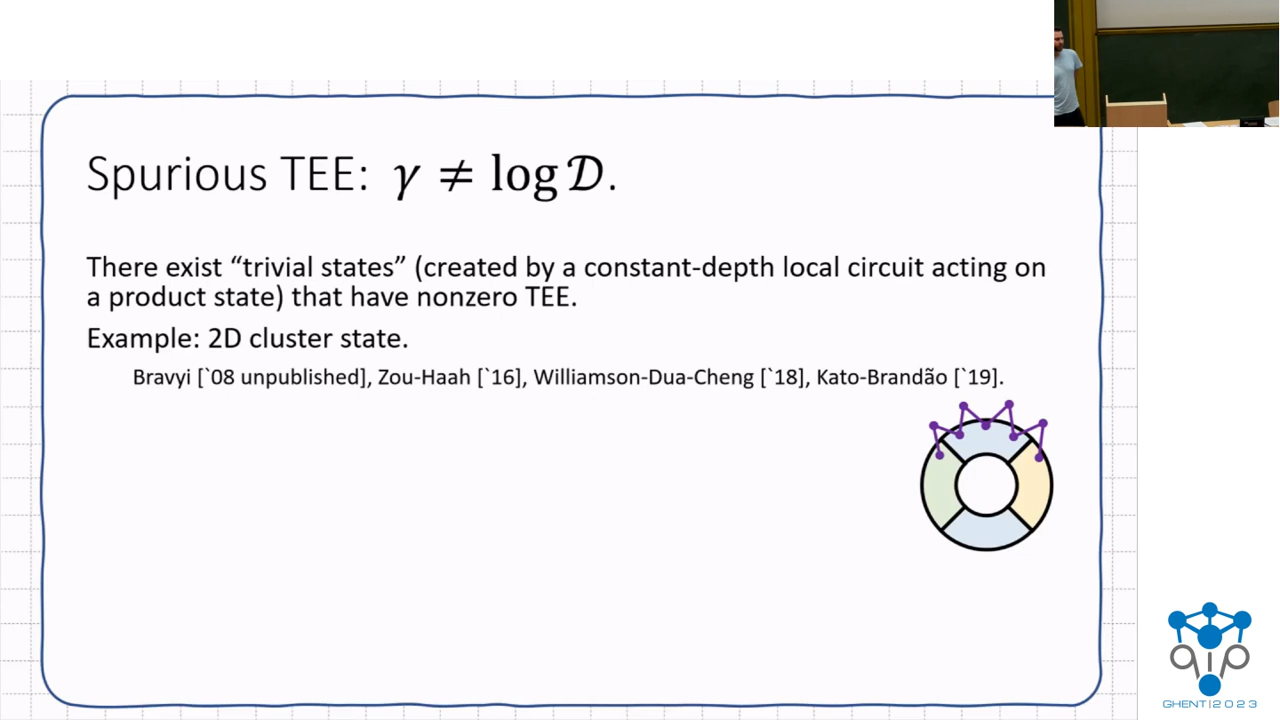 Spurious TEE: γ ≠ log 𝒟.
There exist “trivial states” (created by a constant-depth local circuit acting on
a product state) that have nonzero TEE.
Example: 2D cluster state.
Bravyi [`08 unpublished], Zou-Haah [`16], Williamson-Dua-Cheng [`18], Kato-Brandão [`19].
qip
GHENT|2023